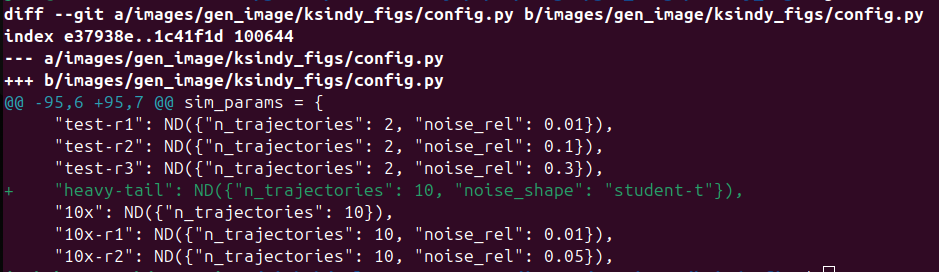 diff --git a/images/gen_image/ksindy_figs/config.py b/images/gen_image/ksindy_figs/config.py
index e37938e..1c41f1d 100644
--- a/images/gen_image/ksindy_figs/config.py
+++ b/images/gen_image/ksindy_figs/config.py
@@ -95,6 +95,7 @@ sim_params = {
     "test-r1": ND({"n_trajectories": 2, "noise_rel": 0.01}),
     "test-r2": ND({"n_trajectories": 2, "noise_rel": 0.1}),
     "test-r3": ND({"n_trajectories": 2, "noise_rel": 0.3}),
+    "heavy-tail": ND({"n_trajectories": 10, "noise_shape": "student-t"}),
     "10x": ND({"n_trajectories": 10}),
     "10x-r1": ND({"n_trajectories": 10, "noise_rel": 0.01}),
     "10x-r2": ND({"n_trajectories": 10, "noise_rel": 0.05}),